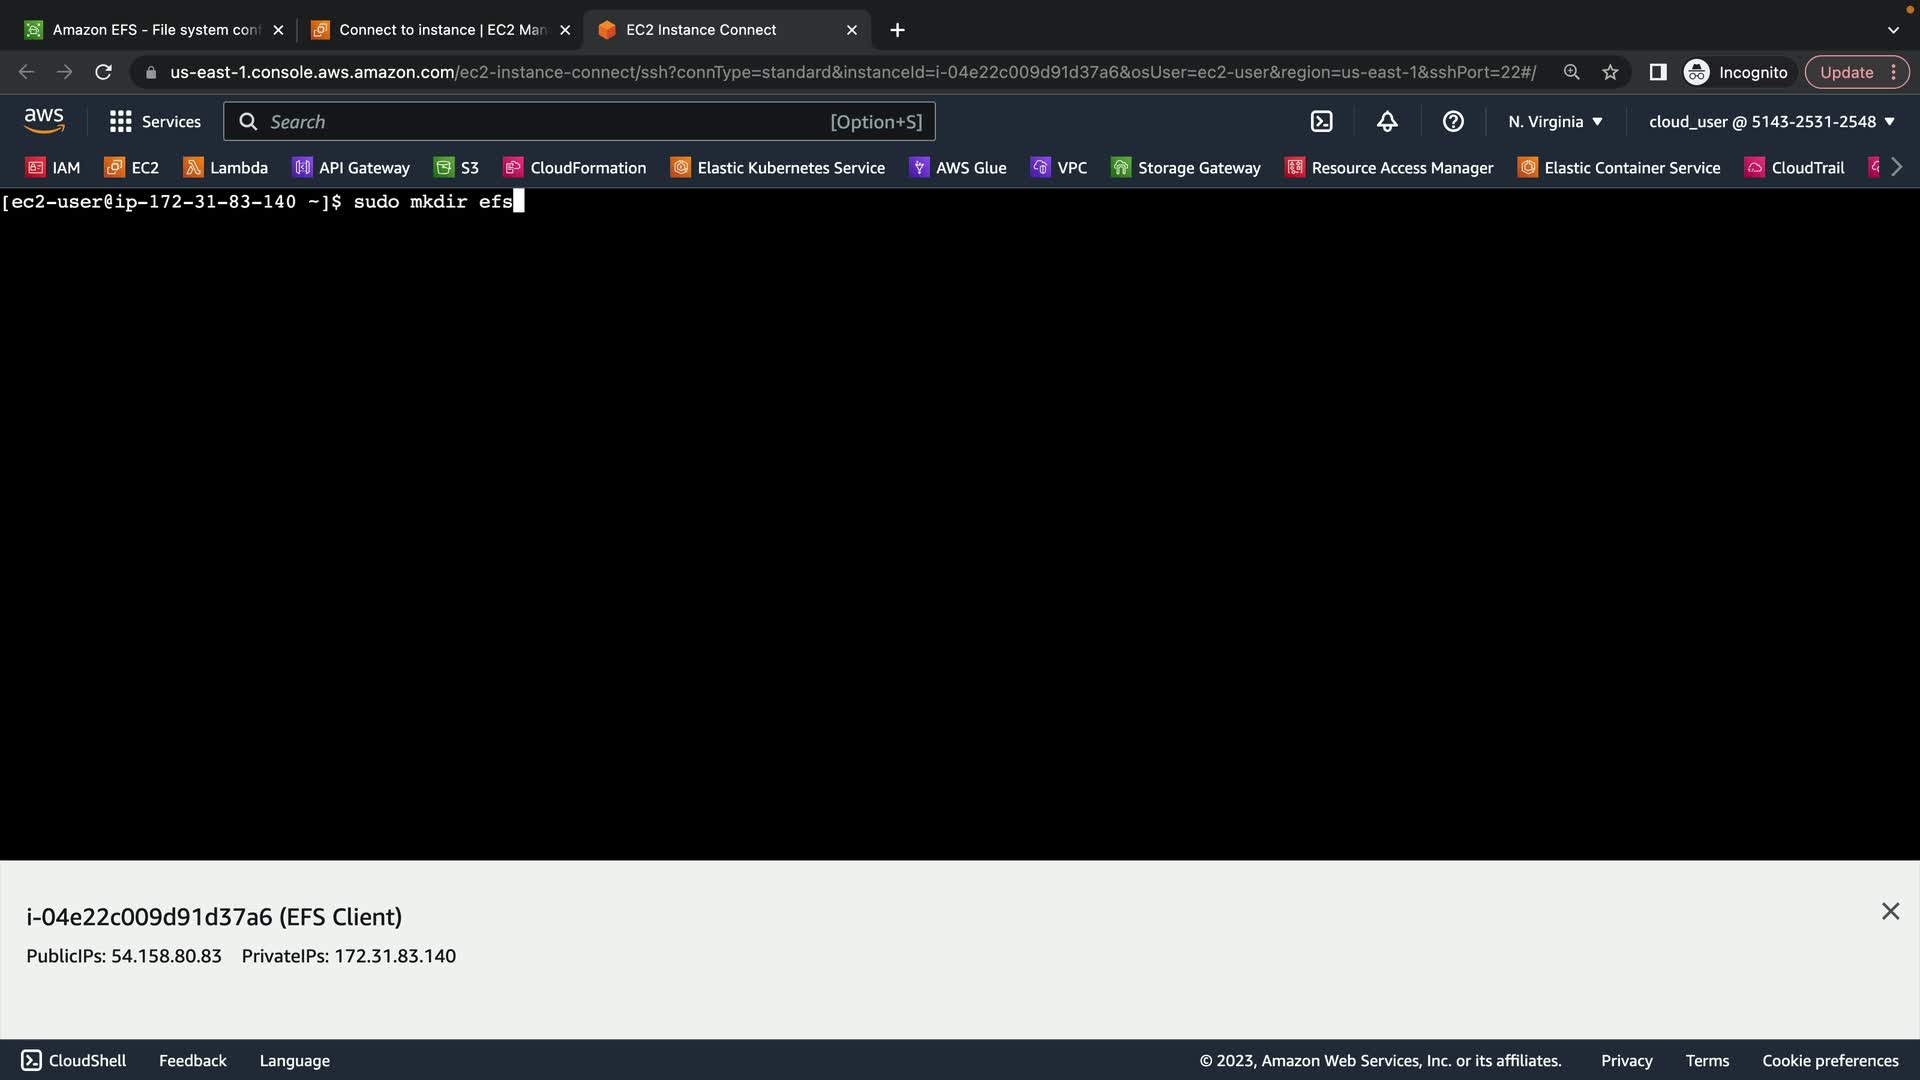 Amazon EFS - File system con
Connect to instance | EC2 Man
EC2 Instance Connect
us-east-1.console.aws.amazon.com/ec2-instance-connect/ssh?connType=standard&instanceId=i-04e22c009d91d37a6&osUser=ec2-user&region=us-east-1&sshPort=22#/
Incognito
Update
aws
Services
Search
[Option+S]
N. Virginia
cloud_user @ 5143-2531-2548
IAM
EC2
Lambda
API Gateway
S3
CloudFormation
Elastic Kubernetes Service
AWS Glue
VPC
Storage Gateway
Resource Access Manager
Elastic Container Service
CloudTrail
[ec2-user@ip-172-31-83-140 ~]$ sudo mkdir efs
i-04e22c009d91d37a6 (EFS Client)
PublicIPs: 54.158.80.83 PrivateIPs: 172.31.83.140
CloudShell
Feedback
Language
© 2023, Amazon Web Services, Inc. or its affiliates.
Privacy
Terms
Cookie preferences